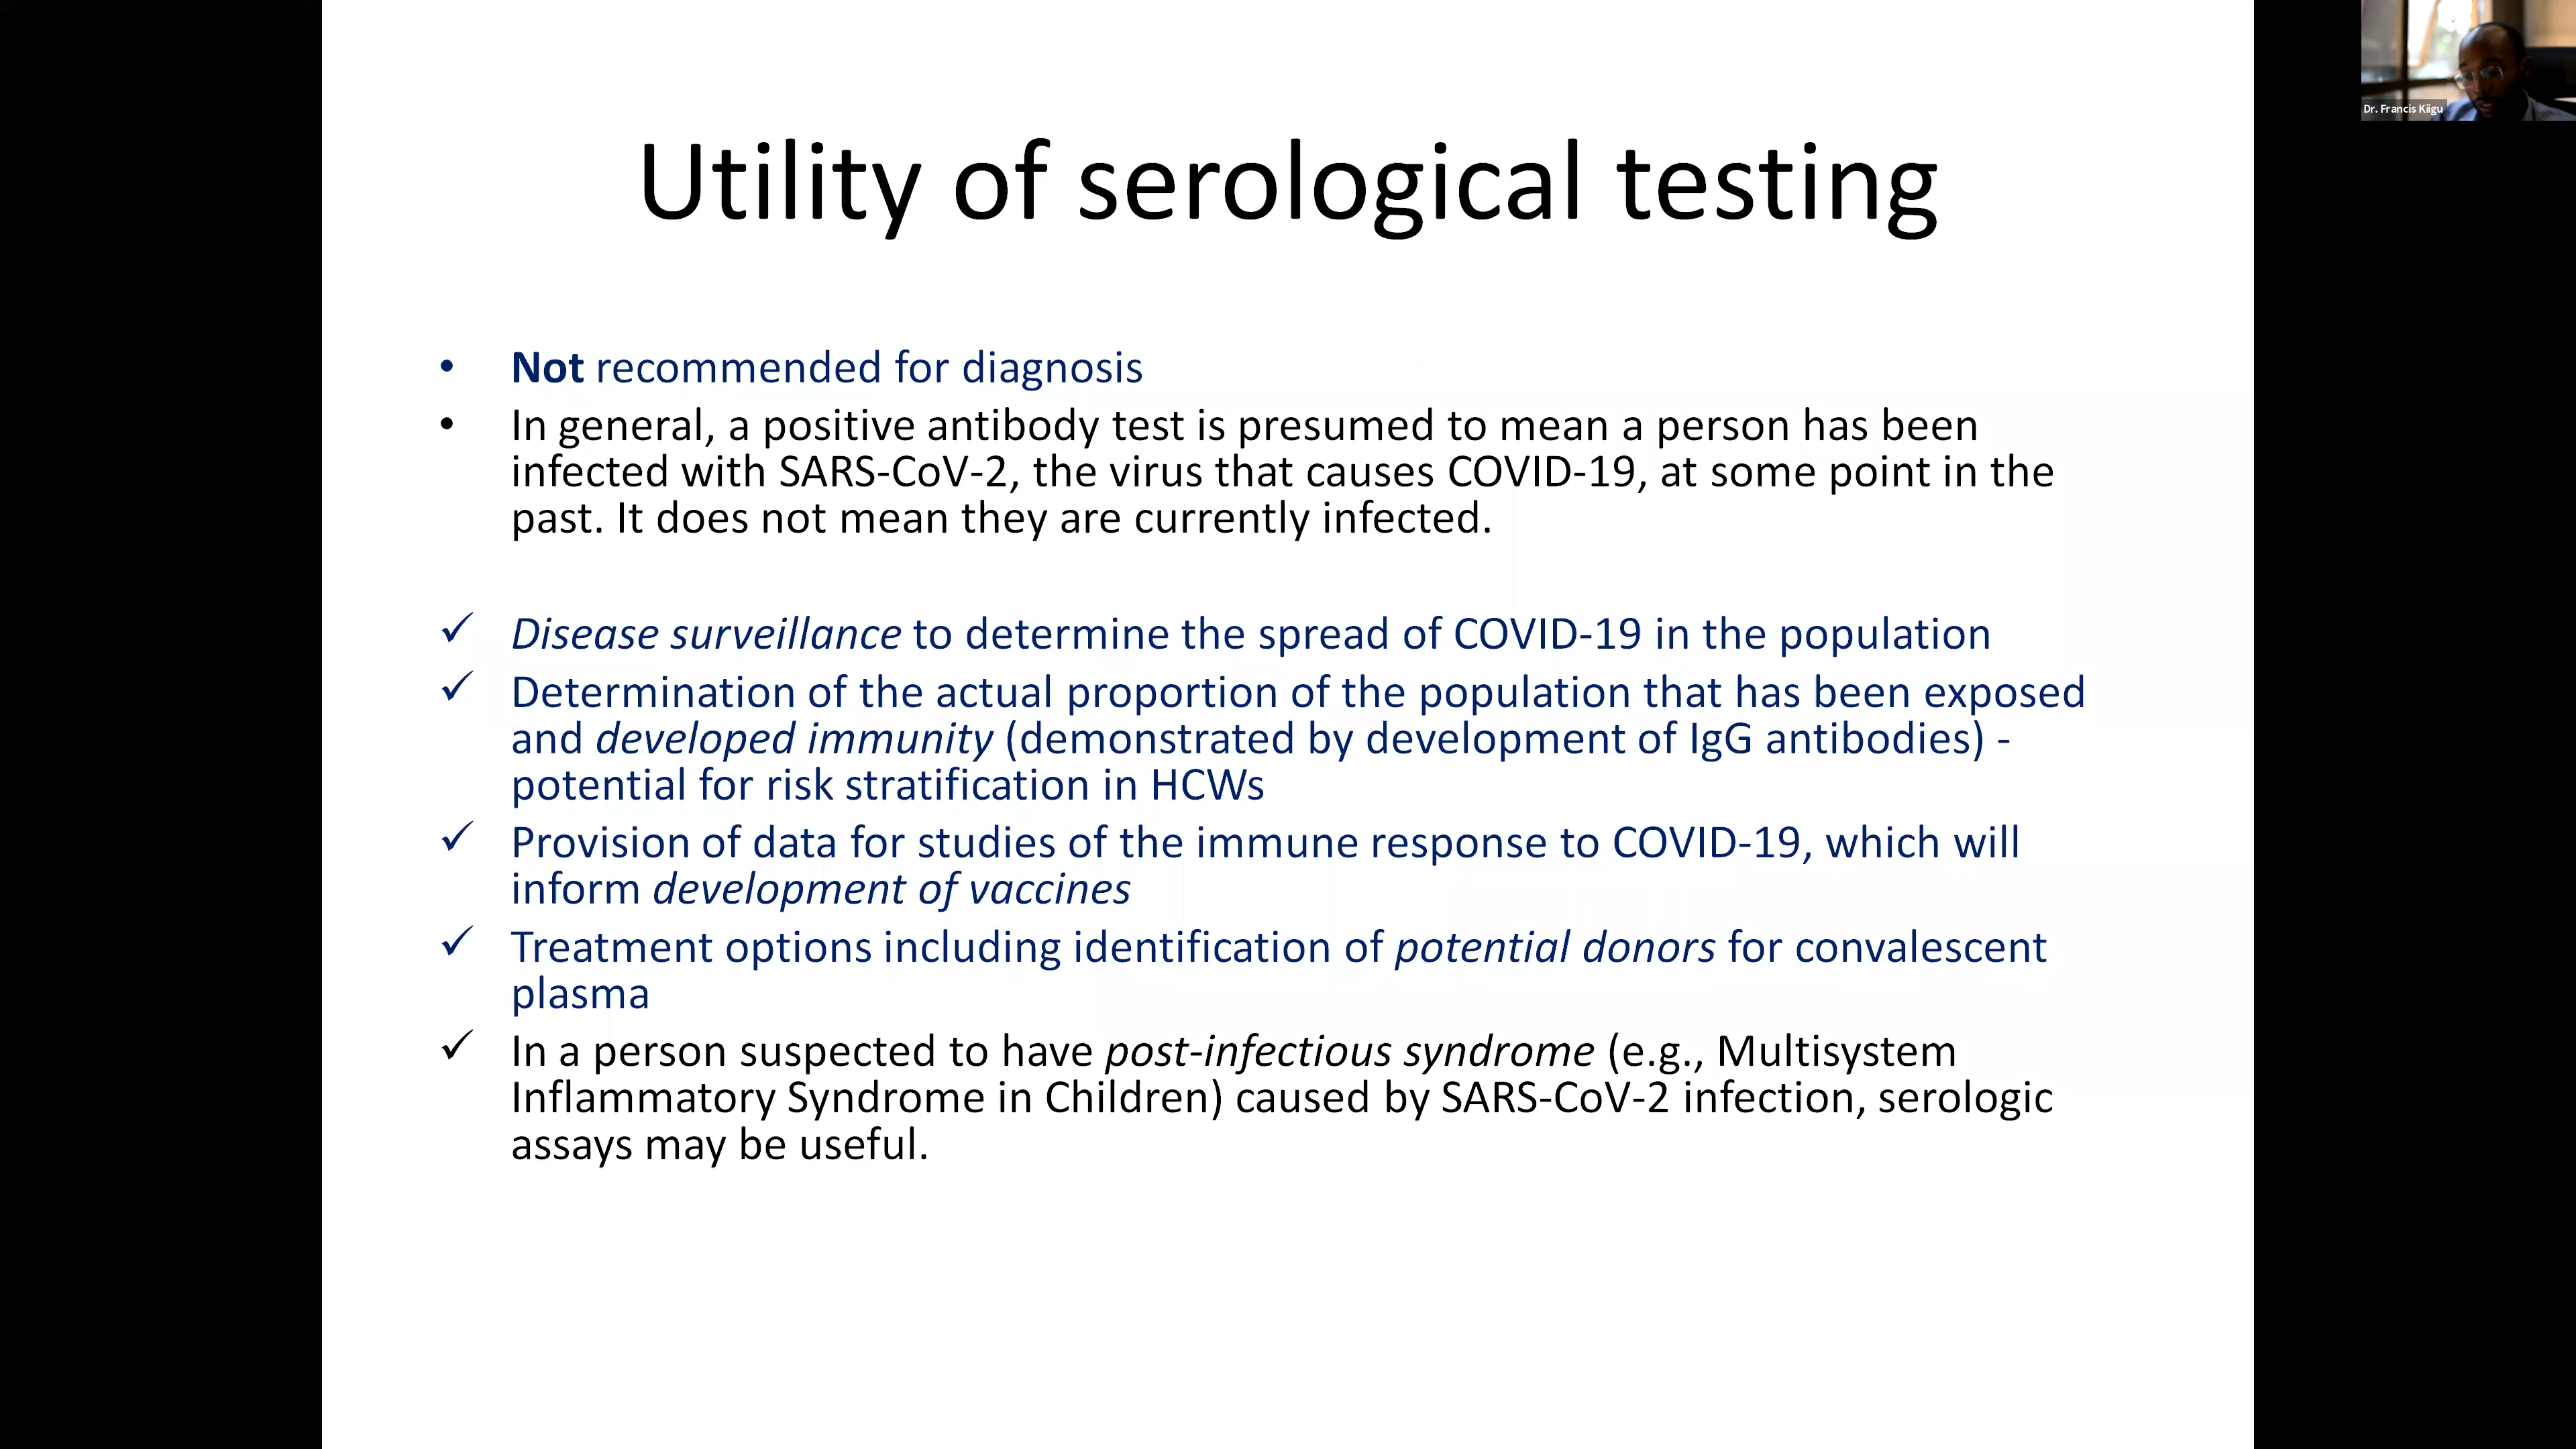 Utility of serological testing
Dr. Francis Kiigu
• Not recommended for diagnosis
• In general, a positive antibody test is presumed to mean a person has been
infected with SARS-CoV-2, the virus that causes COVID-19, at some point in the
past. It does not mean they are currently infected.
✓ Disease surveillance to determine the spread of COVID-19 in the population
✓ Determination of the actual proportion of the population that has been exposed
and developed immunity (demonstrated by development of IgG antibodies) -
potential for risk stratification in HCWs
✓ Provision of data for studies of the immune response to COVID-19, which will
inform development of vaccines
✓ Treatment options including identification of potential donors for convalescent
plasma
✓ In a person suspected to have post-infectious syndrome (e.g., Multisystem
Inflammatory Syndrome in Children) caused by SARS-CoV-2 infection, serologic
assays may be useful.